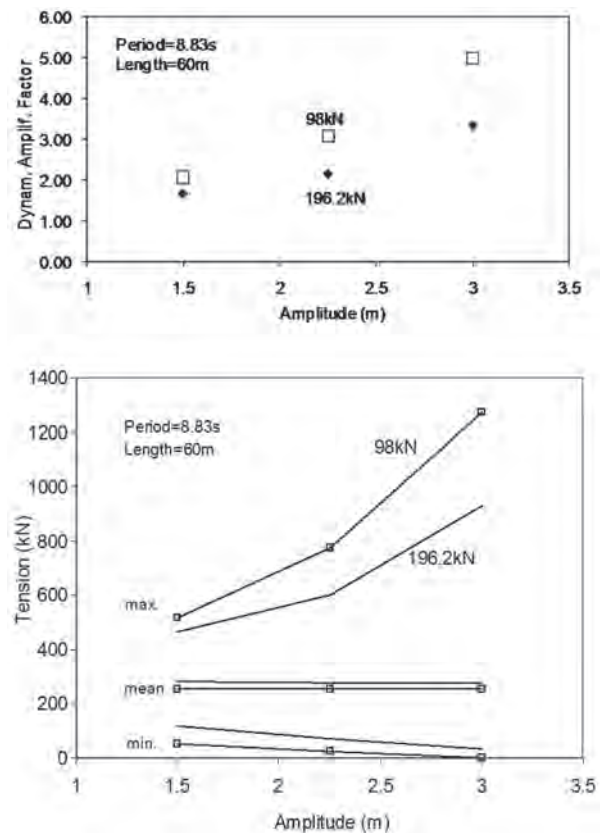 6.00
5.00
4.00
3.00
2.00
1.00
0.00
Dynam. Amplif. Factor
Period=8.83s
Length=60m
98kN
196.2kN
1 1.5 2 2.5 3 3.5
Amplitude (m)
1400
1200
1000
800
600
400
200
0
Tension (kN)
Period=8.83s
Length=60m
98kN
196.2kN
max.
mean
min.
1 1.5 2 2.5 3 3.5
Amplitude (m)